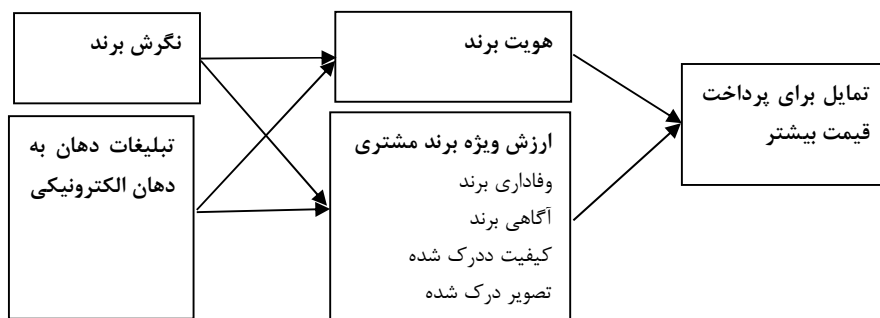 نگرش برند
هویت برند
تمایل برای پرداخت
قیمت بیشتر
تبلیغات دهان به
دهان الکترونیکی
ارزش ویژه برند مشتری
وفاداری برند
آگاهی برند
کیفیت ددرک شده
تصویر درک شده